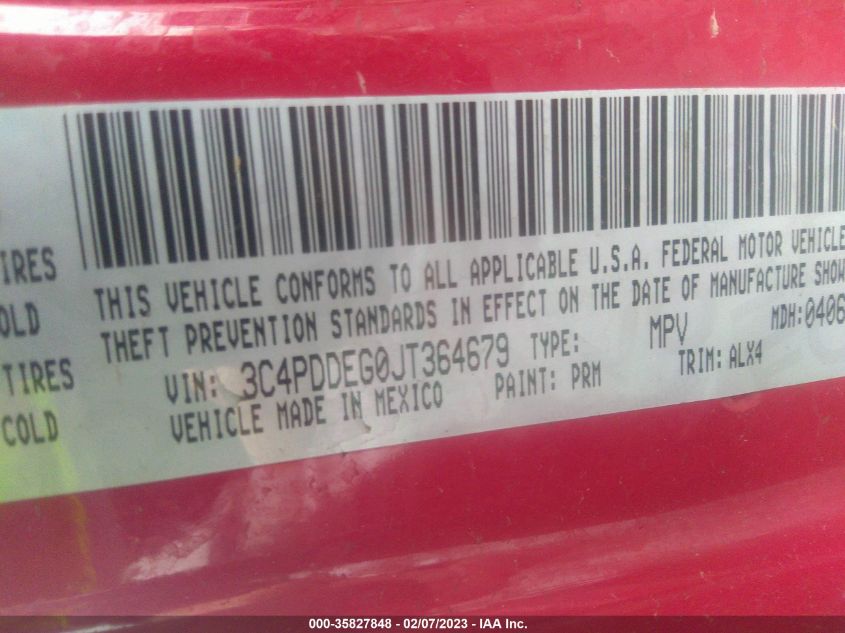 TIRES
COLD
TIRES
COLD
THIS VEHICLE CONFORMS TO ALL APPLICABLE U.S.A. FEDERAL MOTOR VEHICLE
THEFT PREVENTION STANDARDS IN EFFECT ON THE DATE OF MANUFACTURE SHOW
VIN: 3C4PDDEG0JT364679 TYPE: MPV MDH:0406
VEHICLE MADE IN MEXICO PAINT: PRM TRIM: ALX4
000-35827848 - 02/07/2023 - IAA Inc.